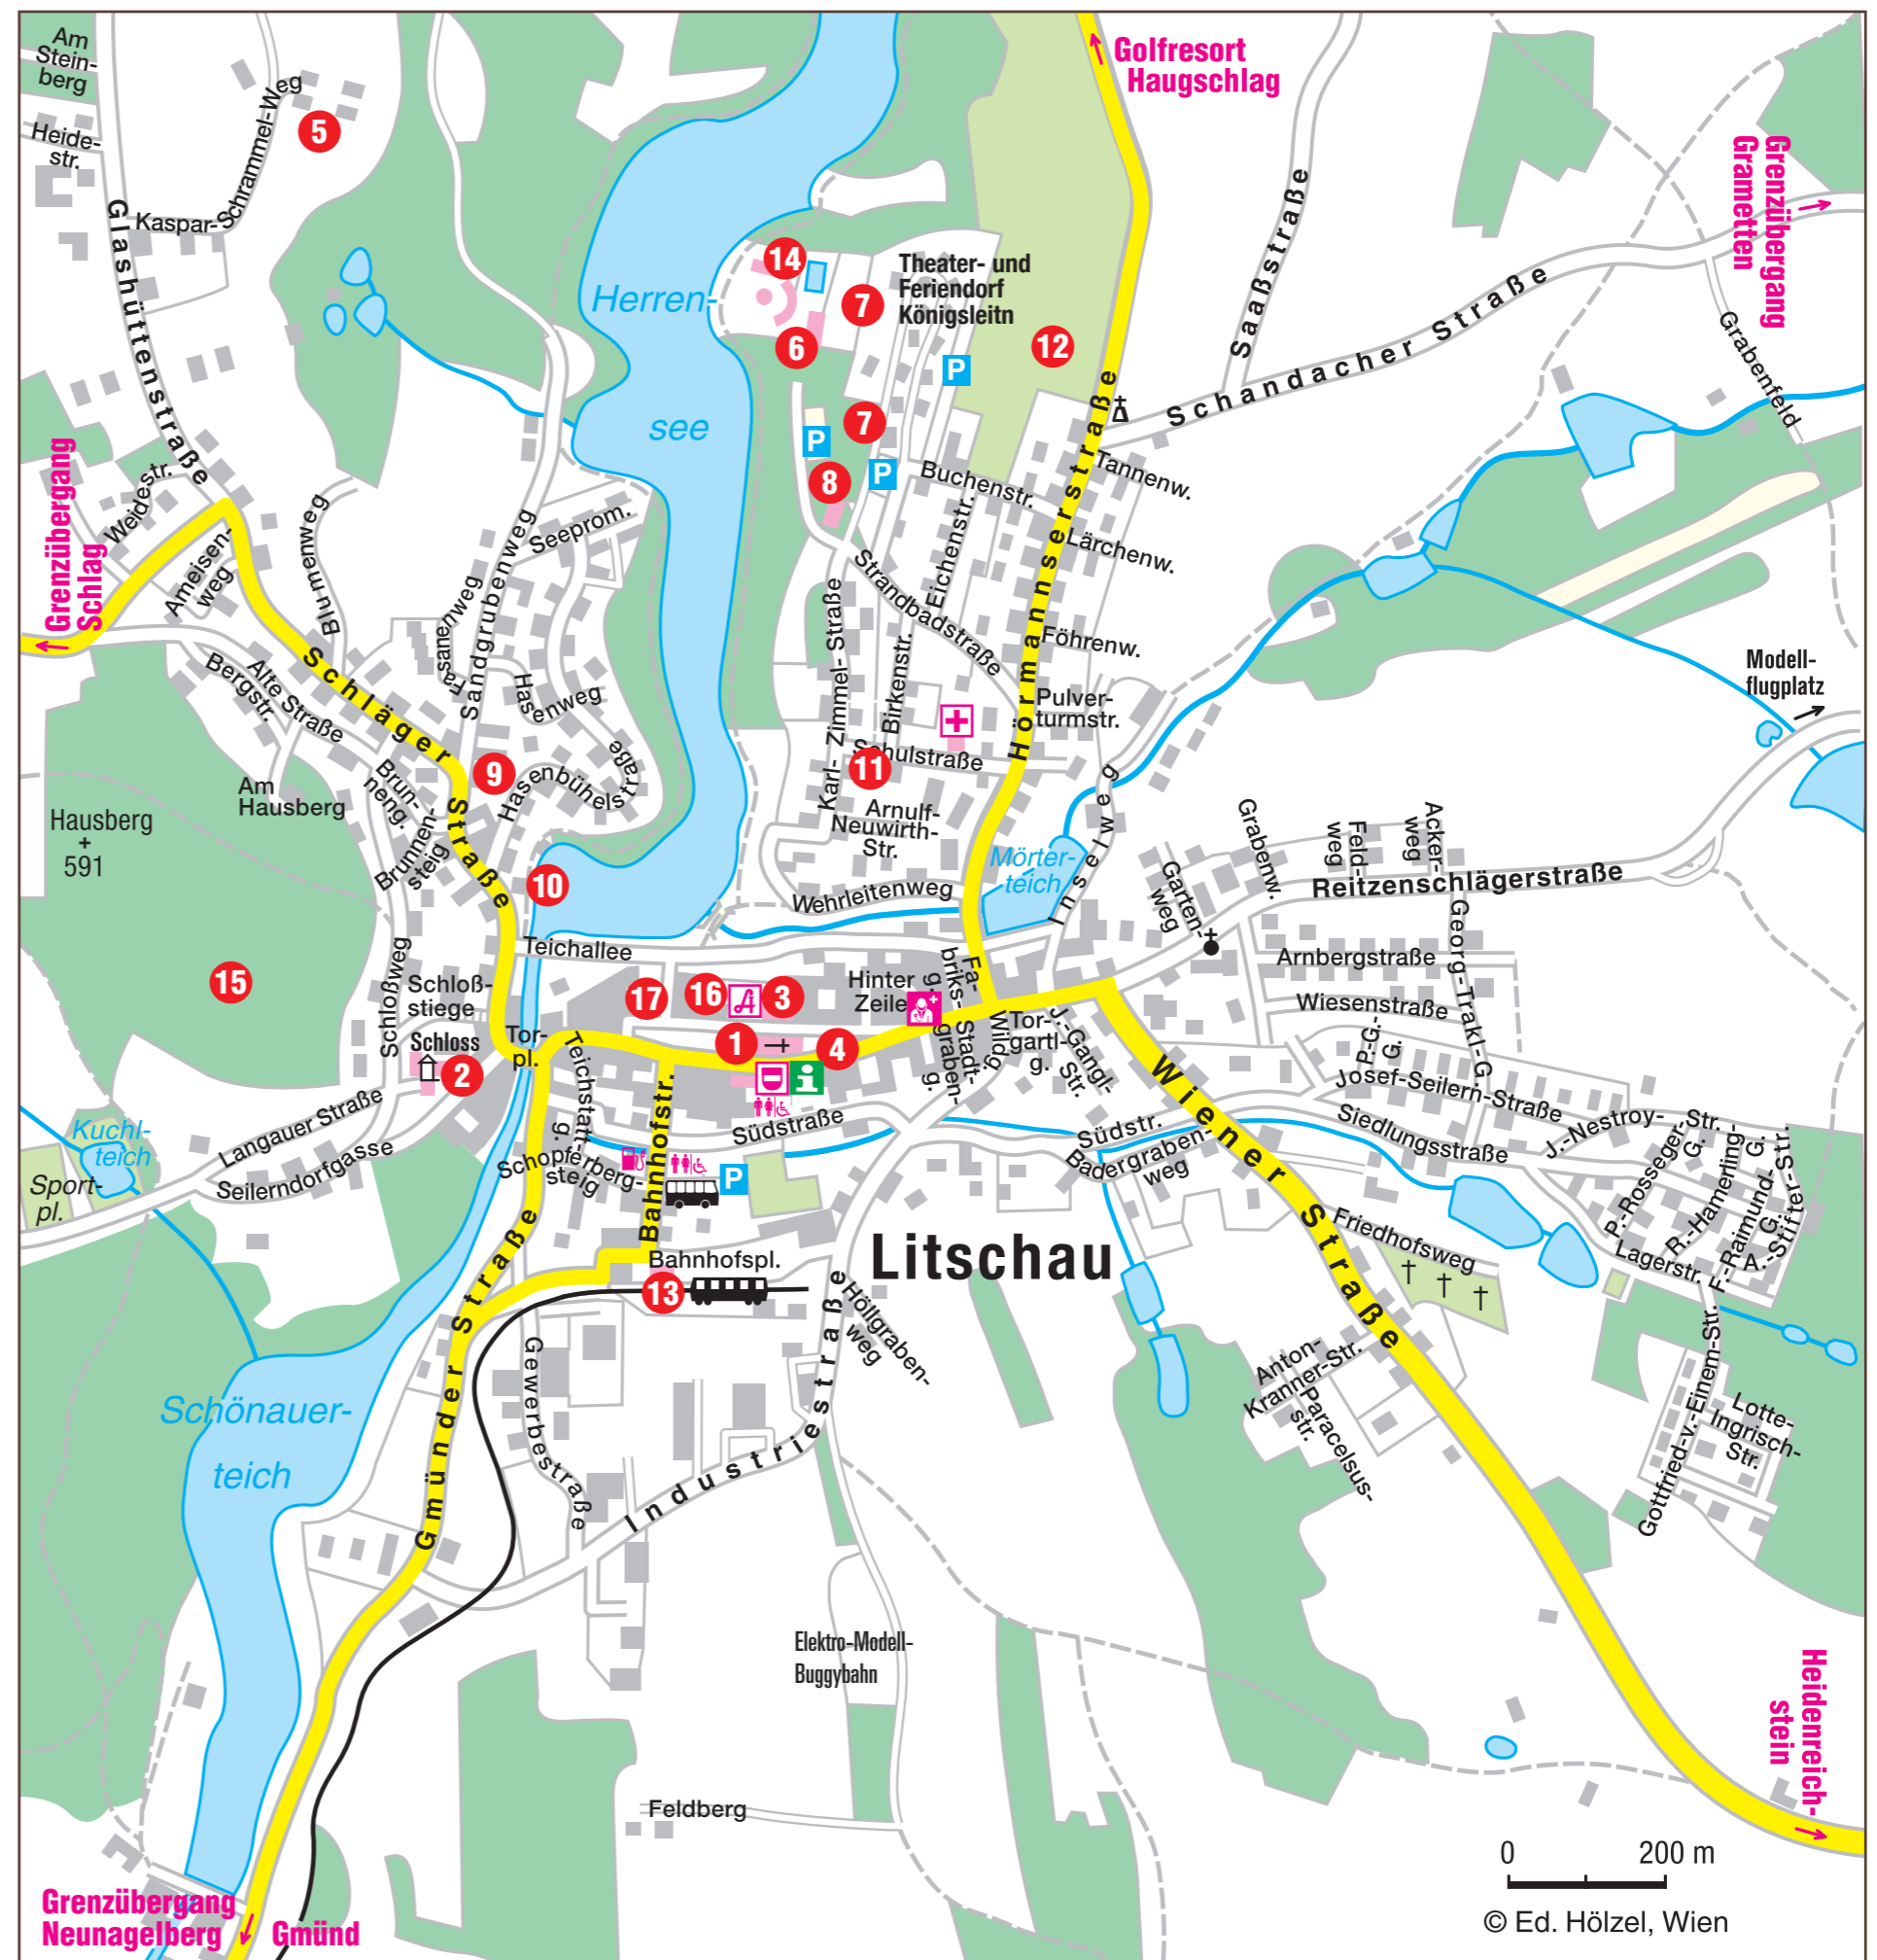 Am
Stein-
berg
Heide-
str.
Kaspar-Schrammel-Weg
5
Glashüttenstraße
Golfresort
Haugschlag
Grenzübergang
Grametten
Saaßstraße
Schandacher Straße
Grabenfeld
Herren-
see
14
7
Theater- und
Feriendorf
Königsleitn
6
12
P
7
P
8
P
Buchenstr.
Tannenw.
Lärchenw.
Föhrenw.
Pulver-
turmstr.
Hörmannserstraße
Eichenstr.
Strandbadstraße
Birkenstr.
Karl- Zimmel- Straße
Schulstraße
11
Arnulf-
Neuwirth-
Str.
Wehrleitenweg
Mörter-
teich
Inselweg
Grenzübergang
Schlag
Weidestr.
Ameisen-
weg
Blumenweg
Seeprom.
Fasanenweg
Sandgrubenweg
Hasenweg
Hasenbühelstraße
Schläger Straße
Alte Straße
Bergstr.
Am
Hausberg
Brun-
neng.
Brunnen-
steig
9
10
Hausberg
+
591
15
Modell-
flugplatz
Grabenw.
Garten-
weg
Feld-
weg
Acker-
weg
Reitzenschlägerstraße
Georg-Trakl-G.
Arnbergstraße
Wiesenstraße
P.-G.-
G.
Josef-Seilern-Straße
Siedlungsstraße
J.-Nestroy-Str.
P.-Rosseger-
G.
R.-Hamerling-
G.
F.-Raimund-
G.
A.-Stifter-Str.
Lagerstr.
Teichallee
Schloßweg
Schloß-
stiege
Schloss
2
Tor-
pl.
17
16
3
Hinter
Zeile
Fa-
briks-
g.
1
4
i
Stadt-
graben-
g.
Wildg.
Tor-
gartl-
g.
J.-Gangl-
Str.
Wiener Straße
Teichstatt-
g.
Bahnhofstr.
Südstraße
Südstr.
Badergraben-
weg
Schopferberg-
steig
P
Langauer Straße
Seilerndorfgasse
Kuchl-
teich
Sport-
pl.
Bahnhofspl.
13
Litschau
Friedhofsweg
Höllgraben-
weg
Industriestraße
Gewerbestraße
Gmünder Straße
Schönauer-
teich
Anton-
Kranner-Str.
Paracelsus-
str.
Gottfried-v.-Einem-Str.
Lotte-
Ingrisch-
Str.
Elektro-Modell-
Buggybahn
Feldberg
Heidenreich-
stein
Grenzübergang
Neunagelberg
Gmünd
0 200 m
© Ed. Hölzel, Wien